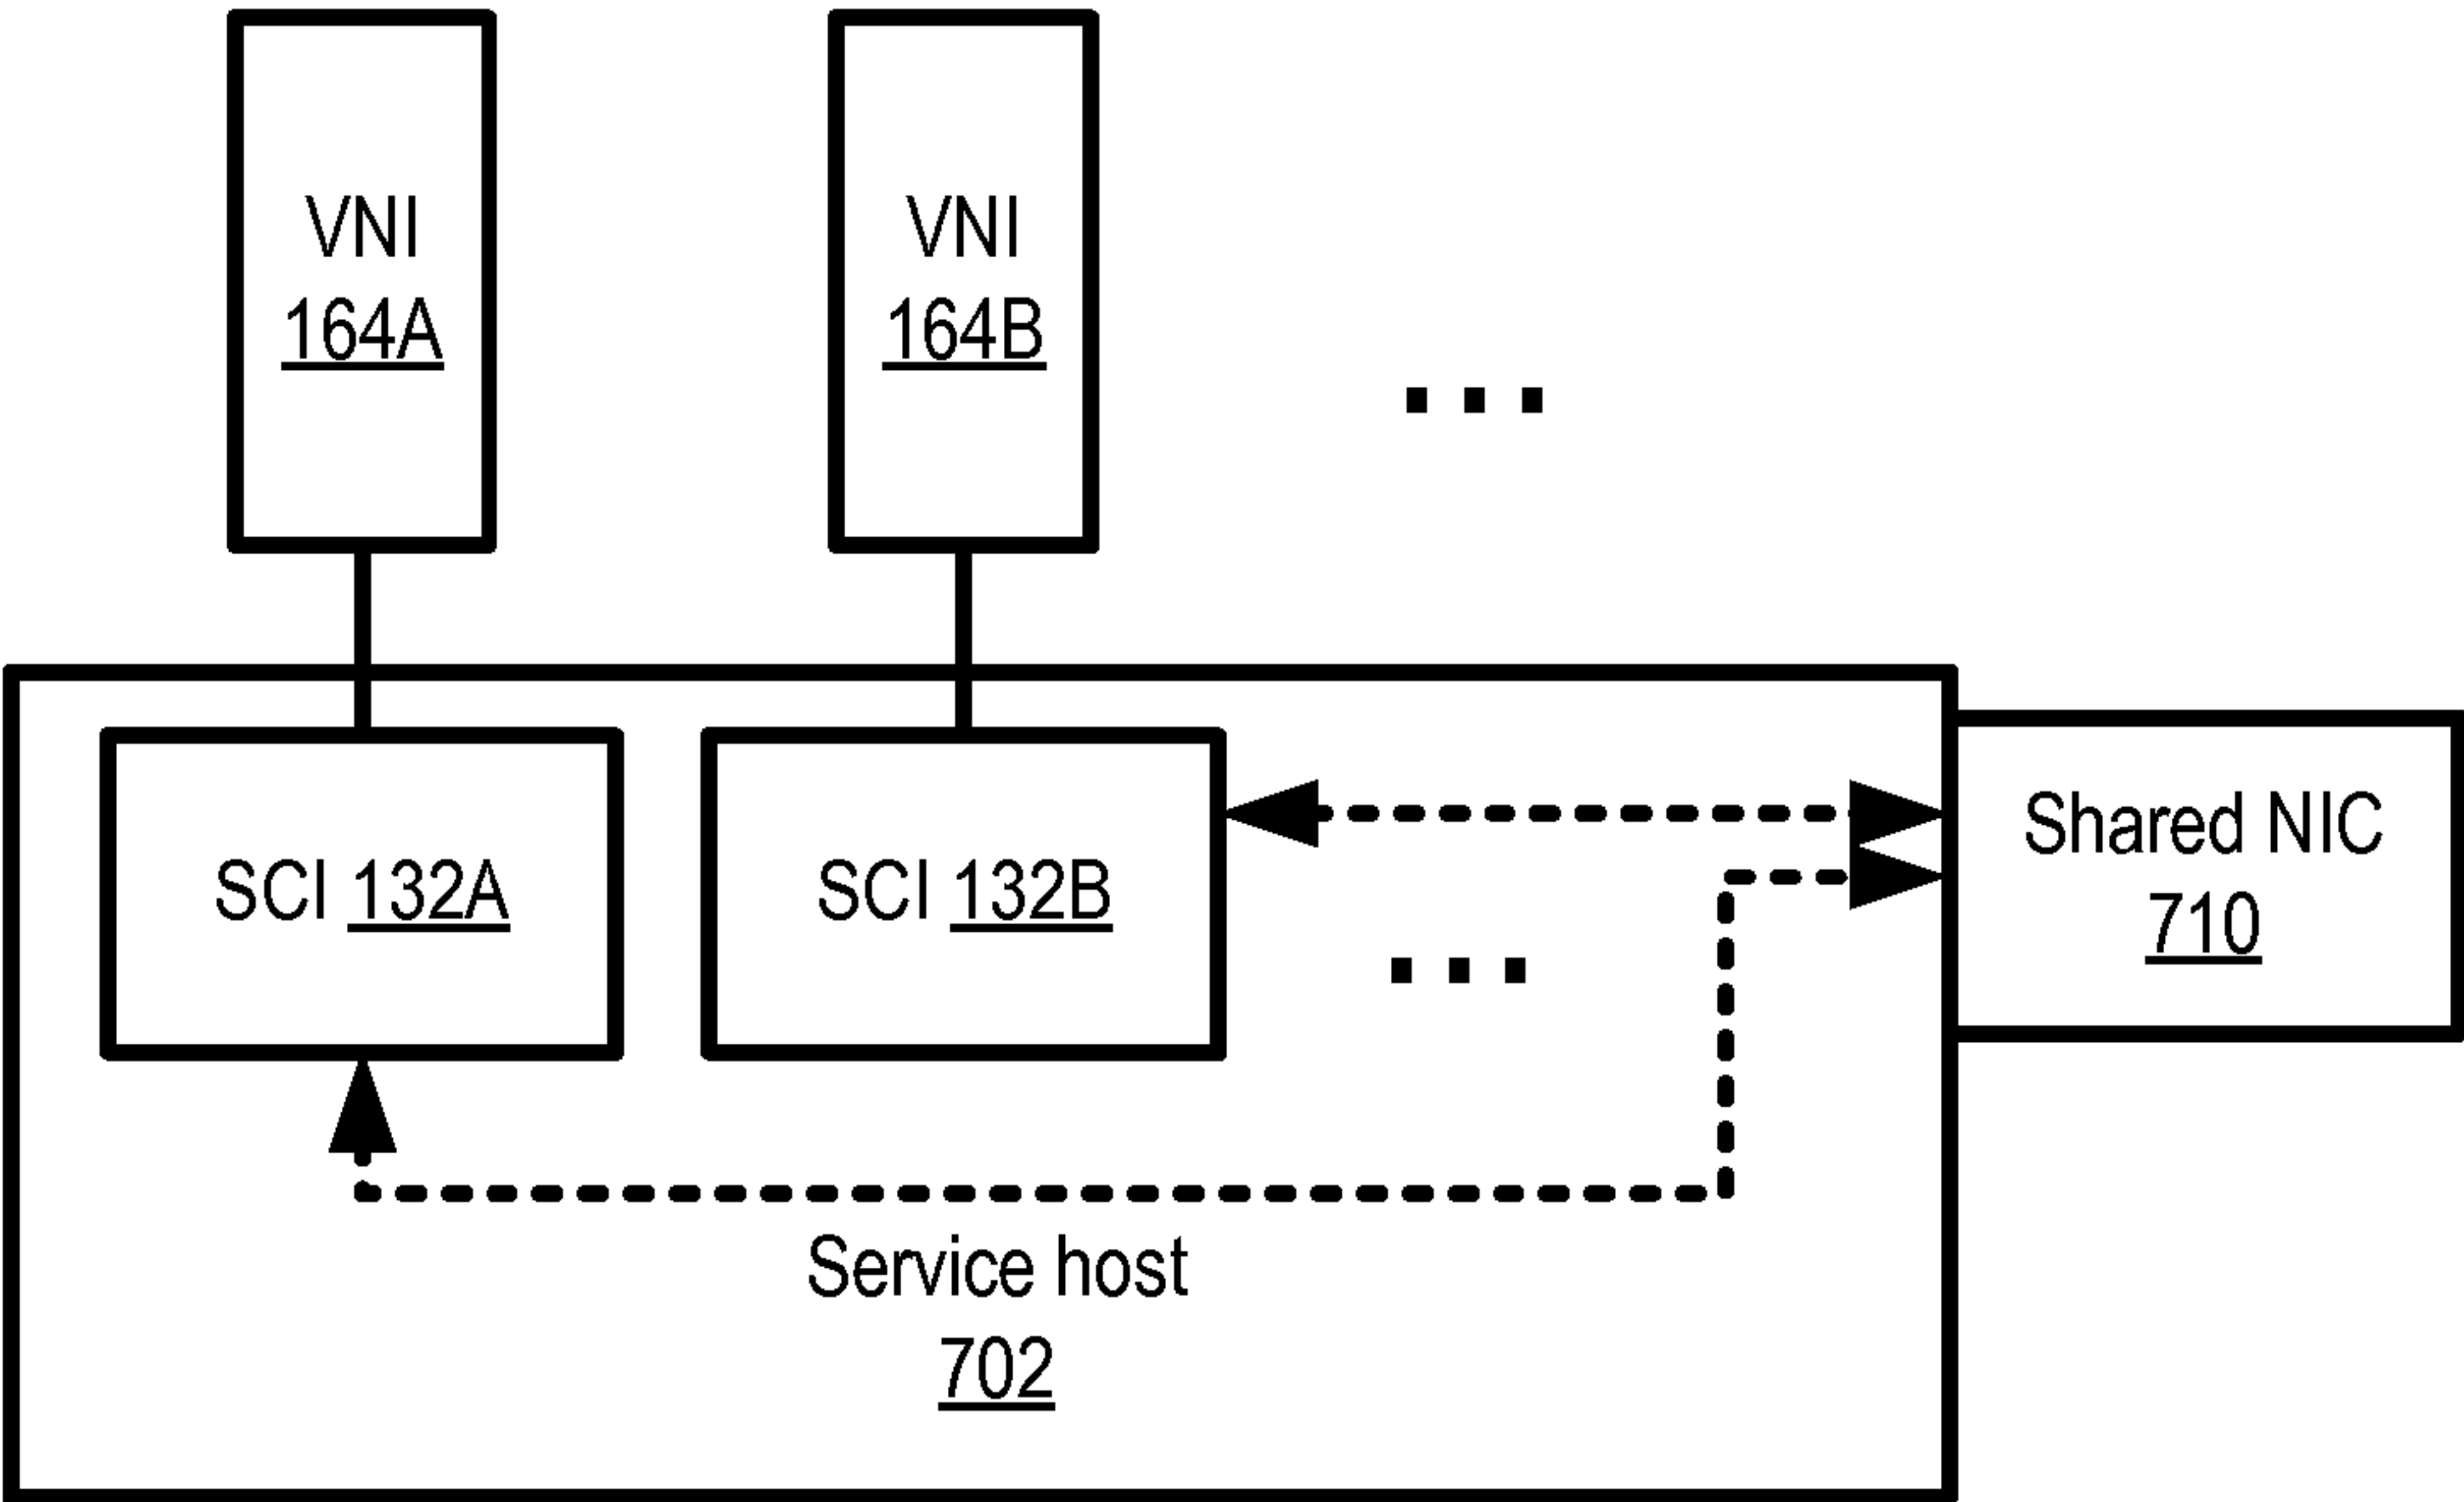 VNI
164A
VNI
164B
...
SCI 132A
SCI 132B
...
Shared NIC
710
Service host
702